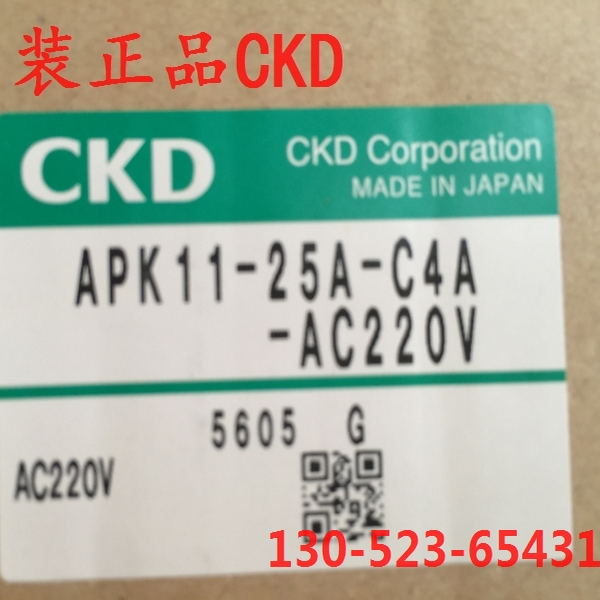 装正品CKD
CKD
CKD Corporation
MADE IN JAPAN
APK11-25A-C4A
-AC220V
5605 G
AC220V
130-523-65431